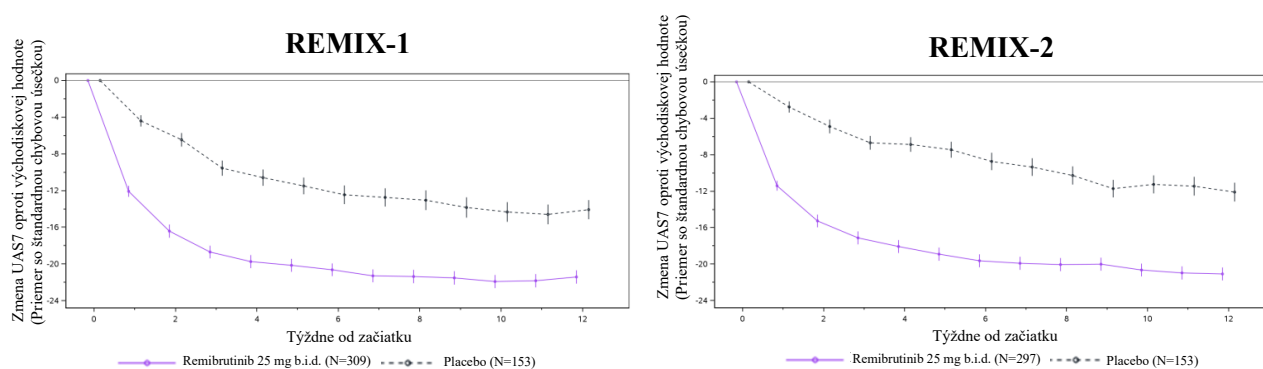 REMIX-1
Zmena UAS7 oproti východiskovej hodnote
(Priemer so štandardnou chybovou úsečkou)
0
-4
-8
-12
-16
-20
-24
0 2 4 6 8 10 12
Týždne od začiatku
Remibrutinib 25 mg b.i.d. (N=309) Placebo (N=153)
REMIX-2
Zmena UAS7 oproti východiskovej hodnote
(Priemer so štandardnou chybovou úsečkou)
0
-4
-8
-12
-16
-20
-24
0 2 4 6 8 10 12
Týždne od začiatku
Remibrutinib 25 mg b.i.d. (N=297) Placebo (N=153)